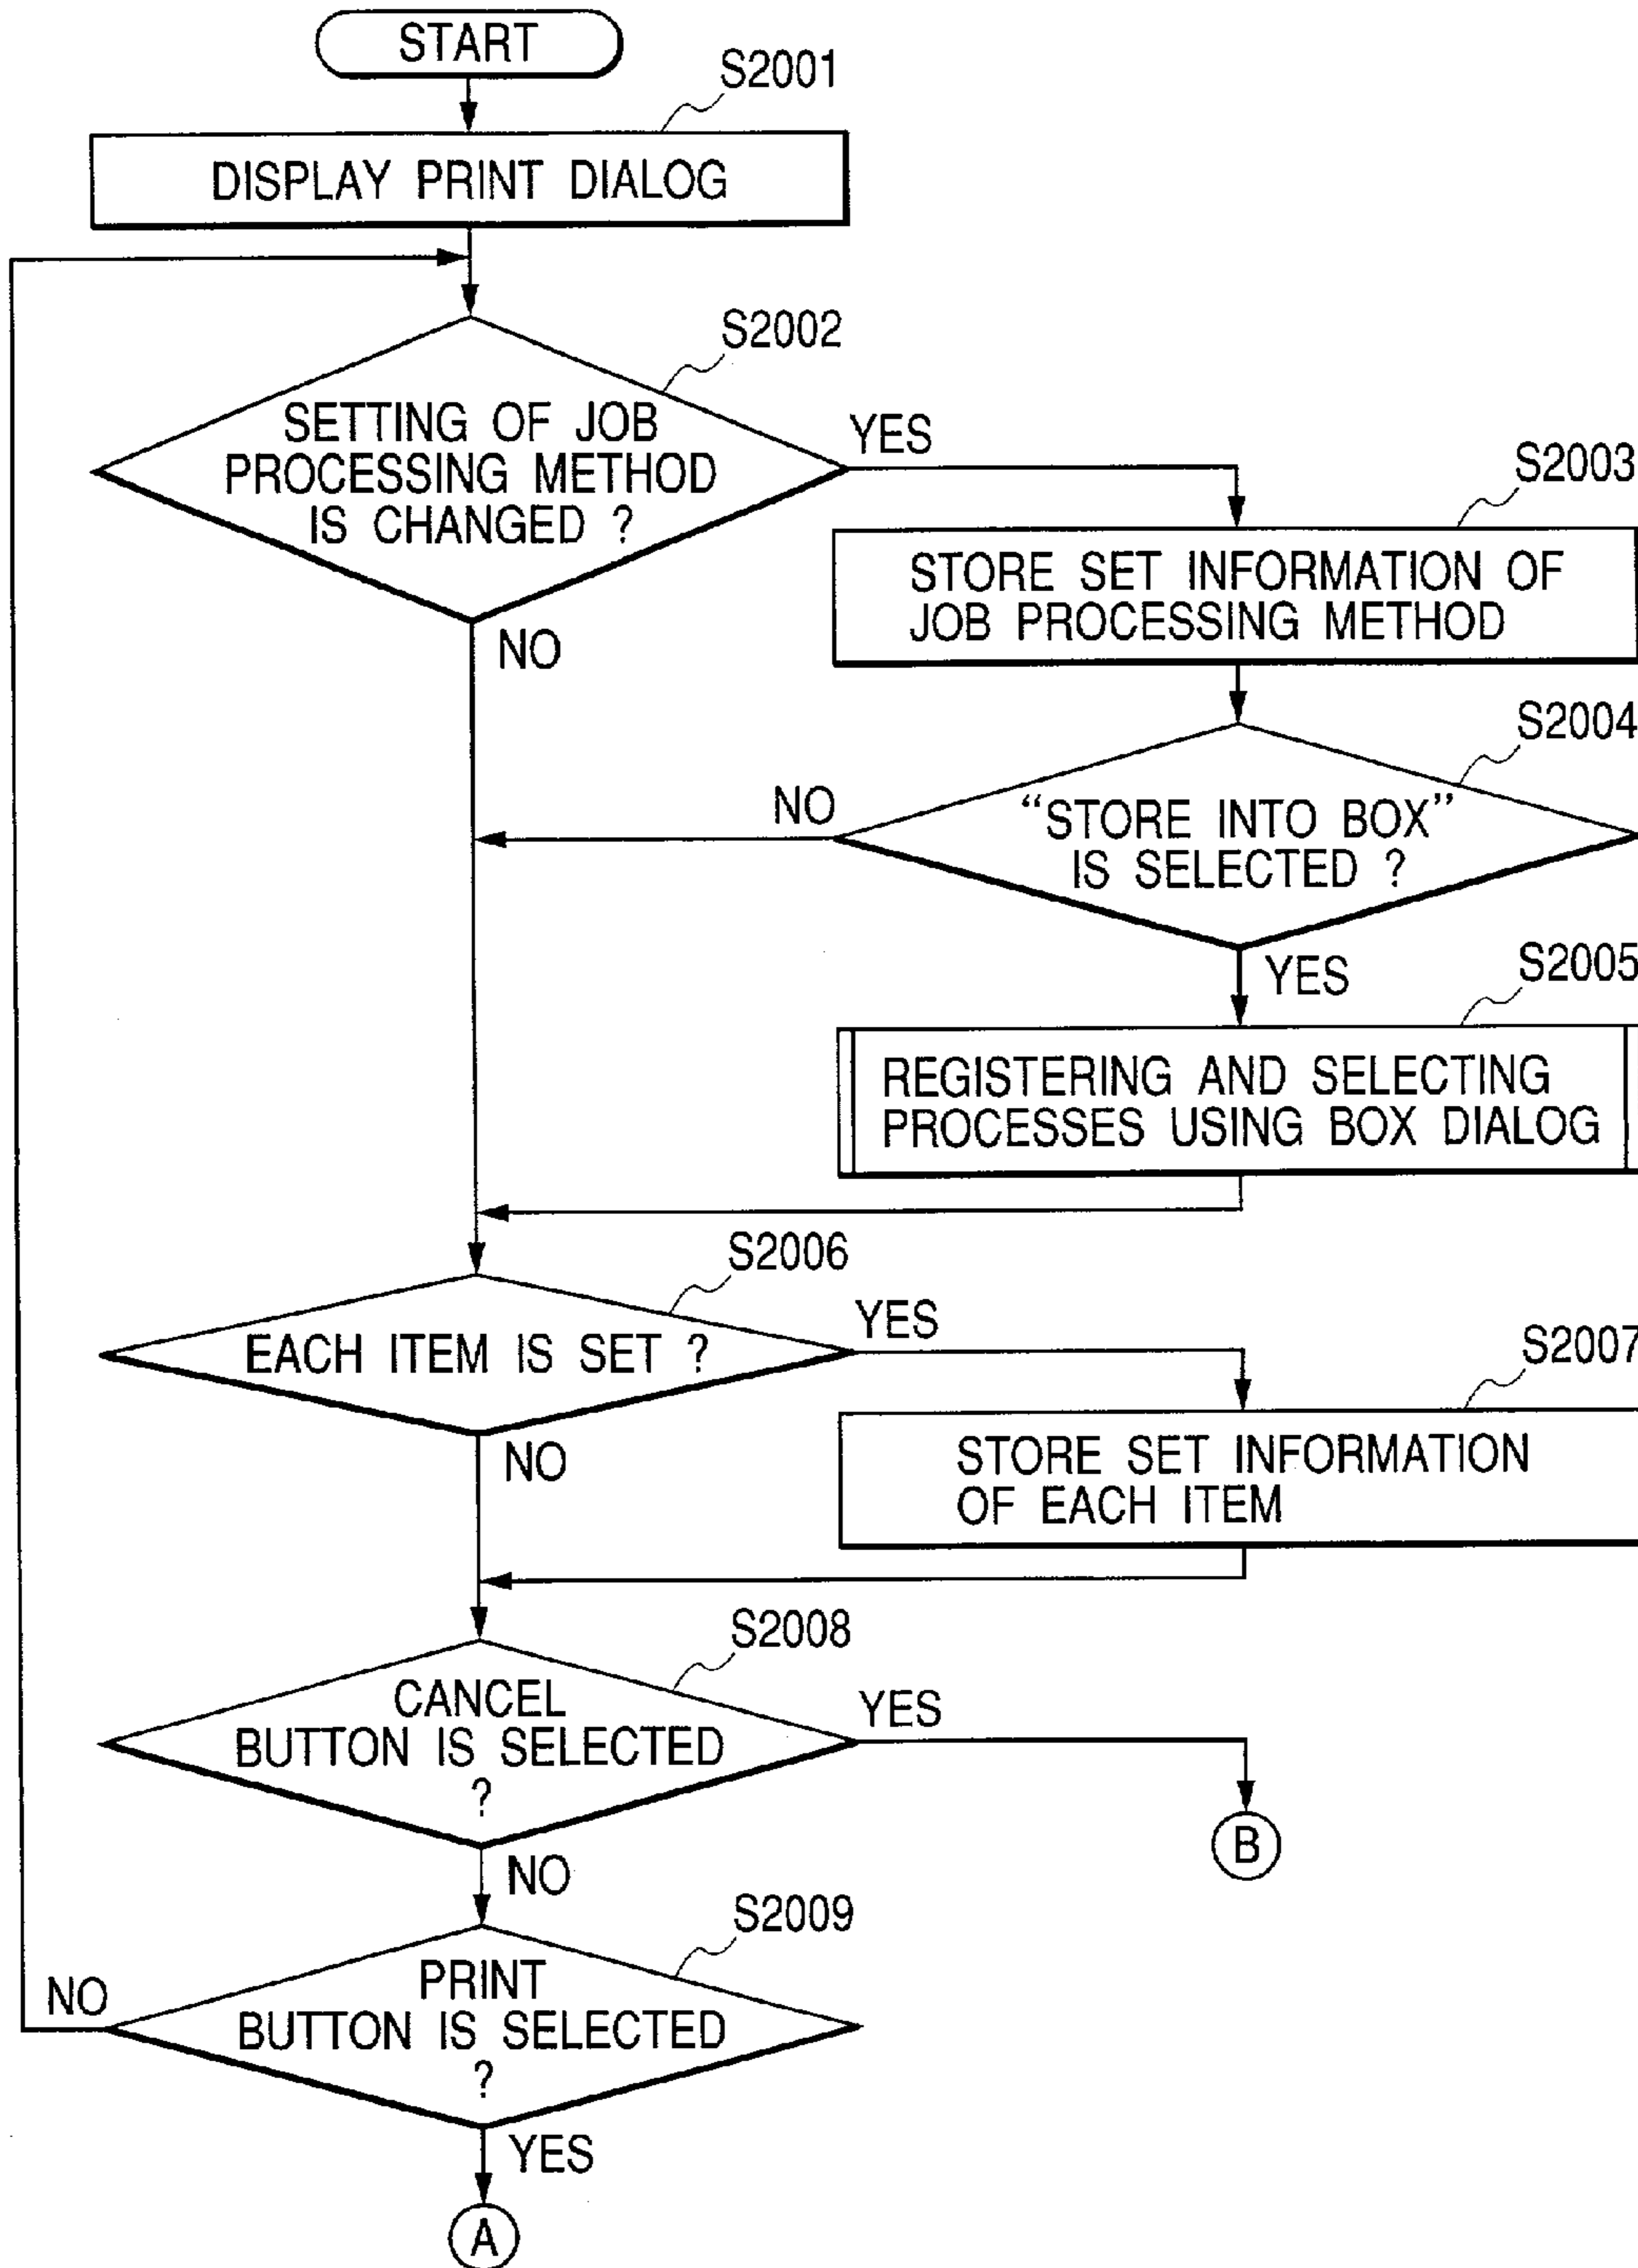 START
S2001
DISPLAY PRINT DIALOG
S2002
SETTING OF JOB
PROCESSING METHOD
IS CHANGED ?
YES
NO
S2003
STORE SET INFORMATION OF
JOB PROCESSING METHOD
S2004
"STORE INTO BOX"
IS SELECTED ?
NO
YES
S2005
REGISTERING AND SELECTING
PROCESSES USING BOX DIALOG
S2006
EACH ITEM IS SET ?
YES
NO
S2007
STORE SET INFORMATION
OF EACH ITEM
S2008
CANCEL
BUTTON IS SELECTED
?
YES
B
NO
S2009
PRINT
BUTTON IS SELECTED
?
NO
YES
A